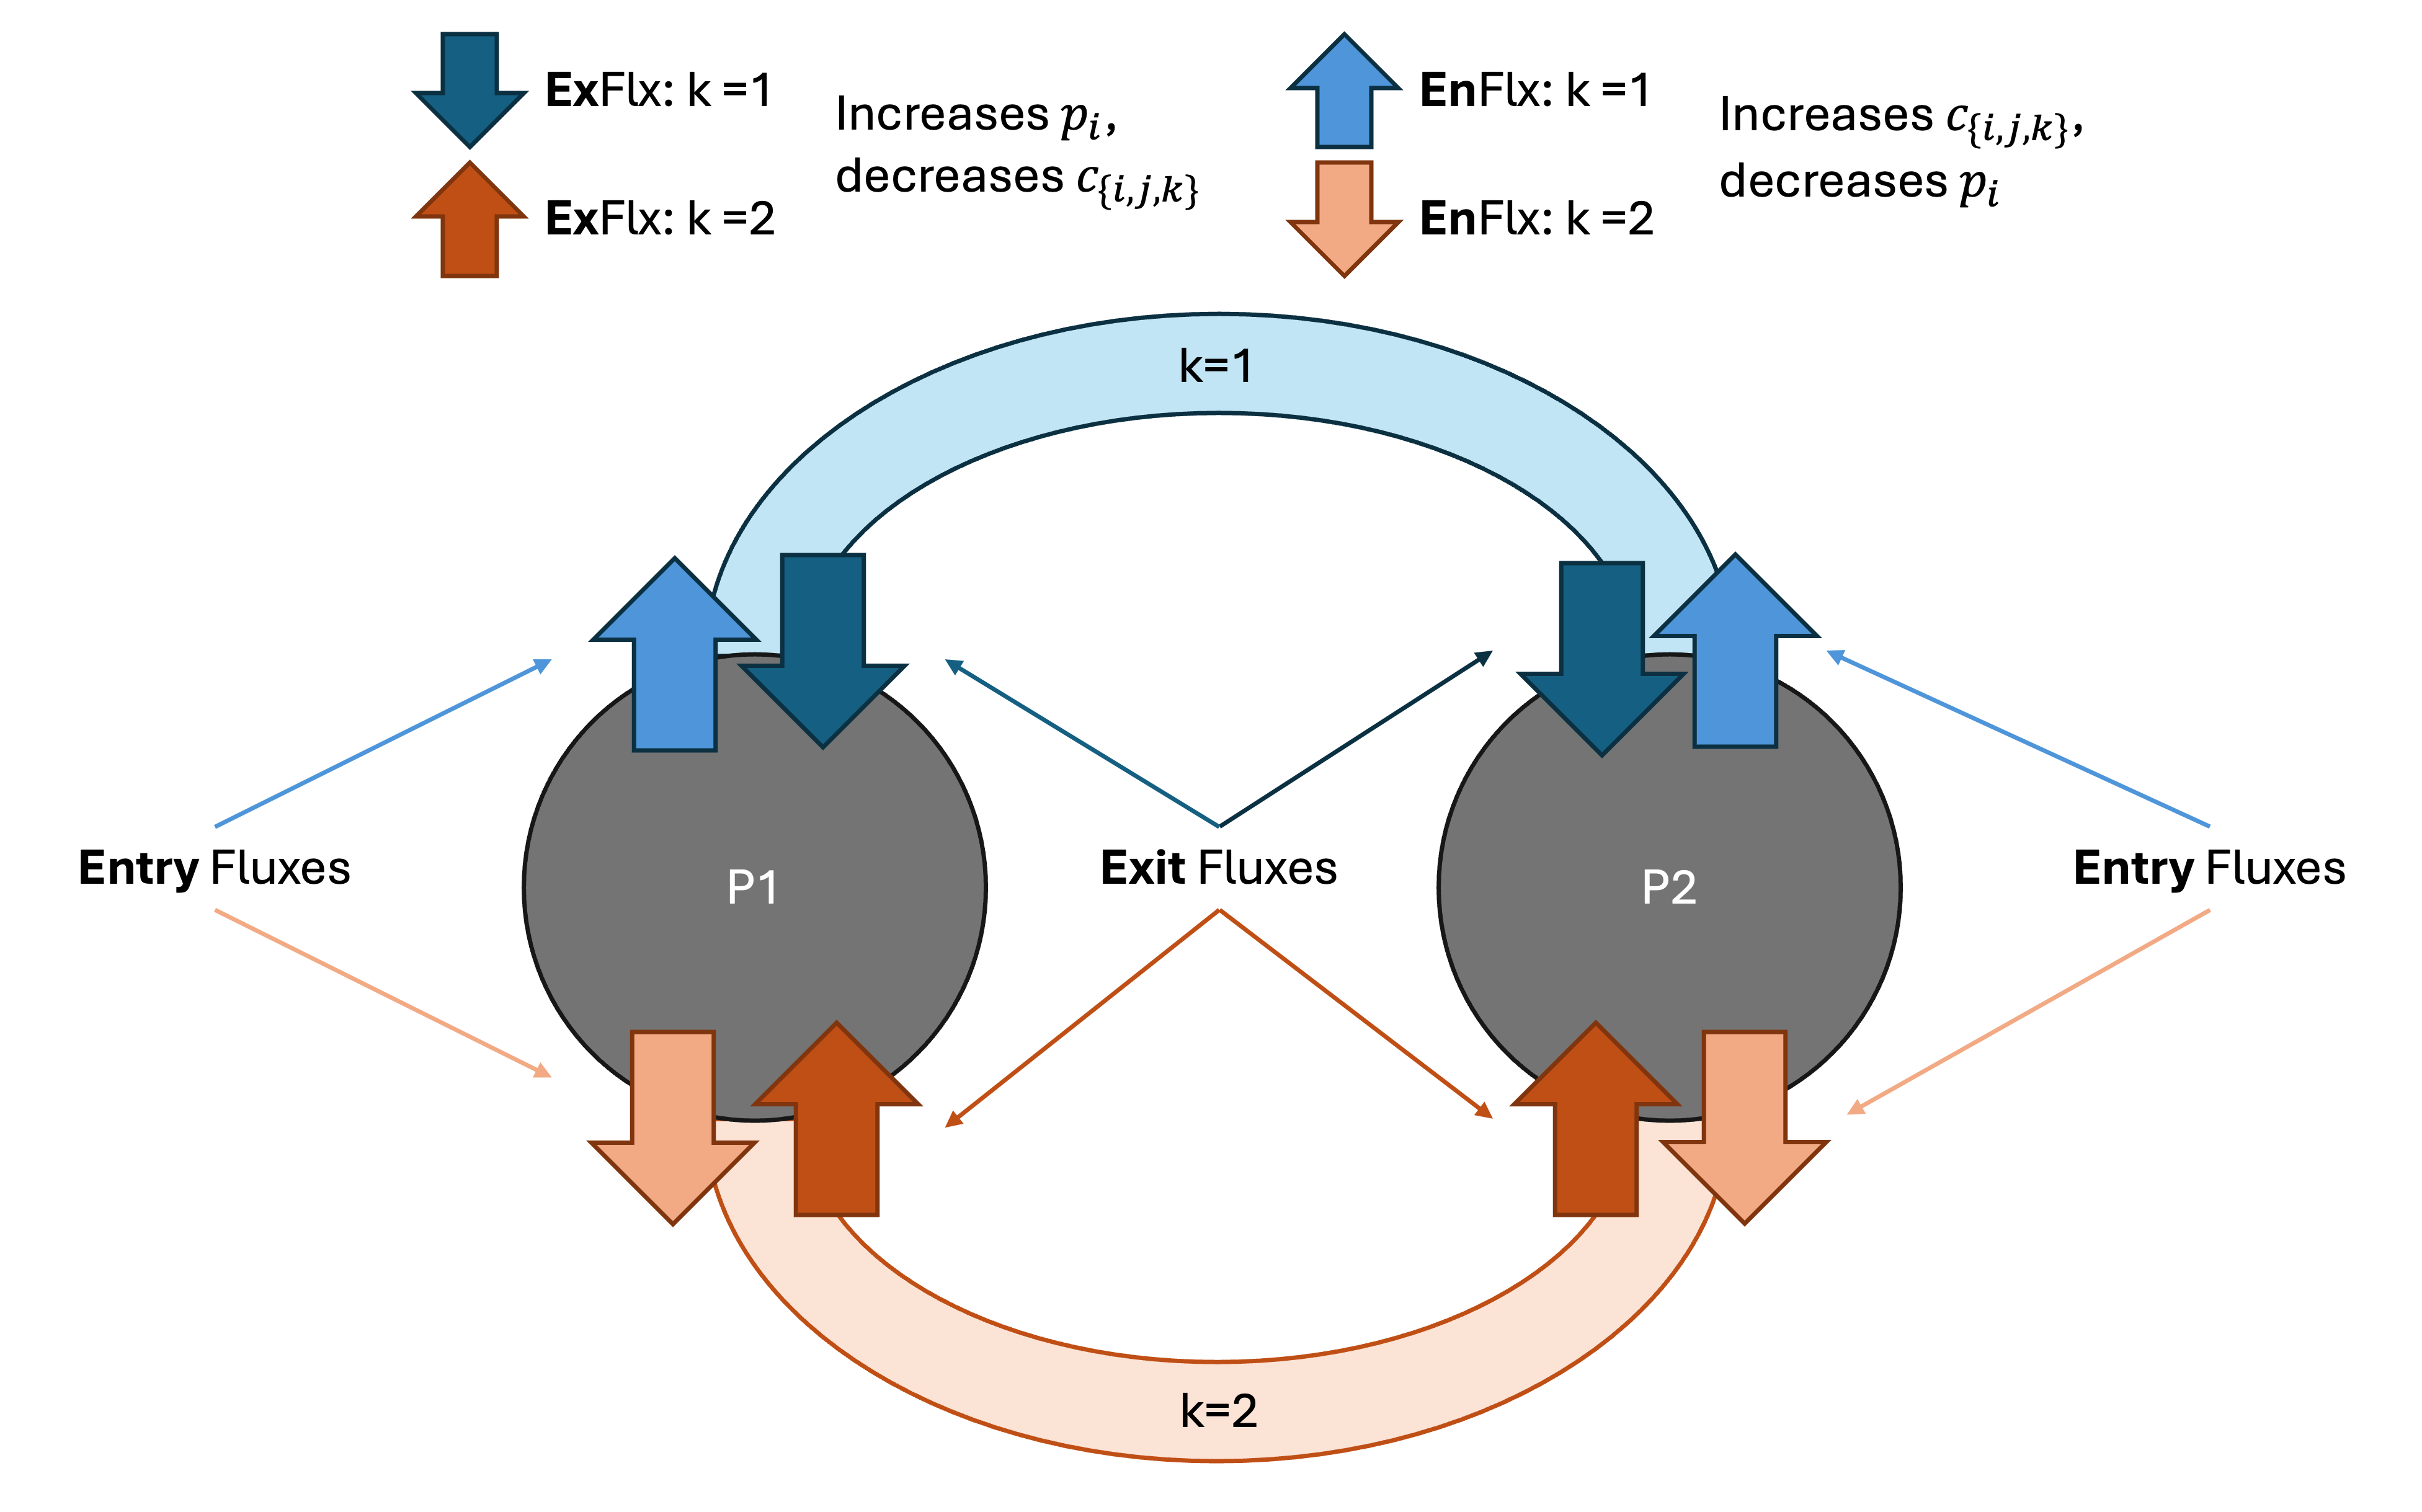 ExFlx: k =1
ExFlx: k =2
Increases p_i,
decreases c_{i,j,k}
EnFlx: k =1
EnFlx: k =2
Increases c_{i,j,k},
decreases p_i
k=1
Entry Fluxes
P1
Exit Fluxes
P2
Entry Fluxes
k=2